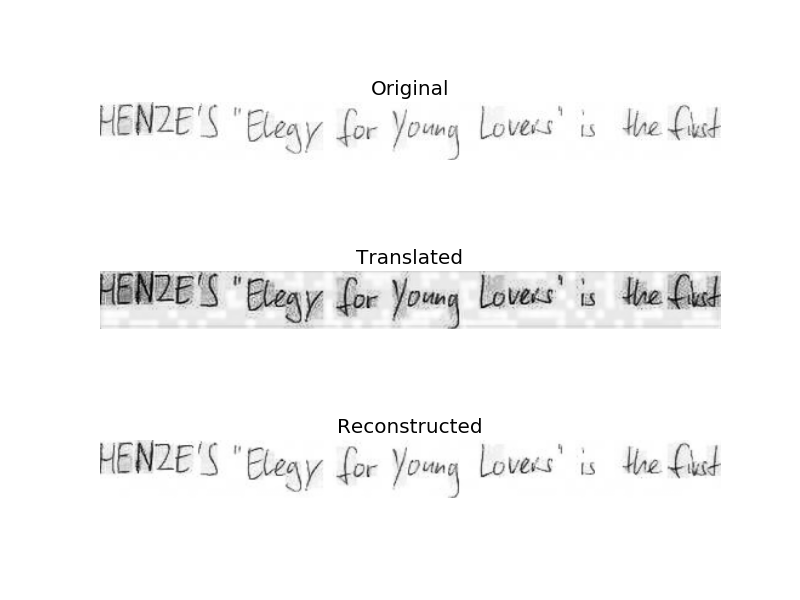 Original
HENZE'S "Elegy for Young Lovers" is the first
Translated
HENZE'S "Elegy for Young Lovers" is the first
Reconstructed
HENZE'S "Elegy for Young Lovers" is the first